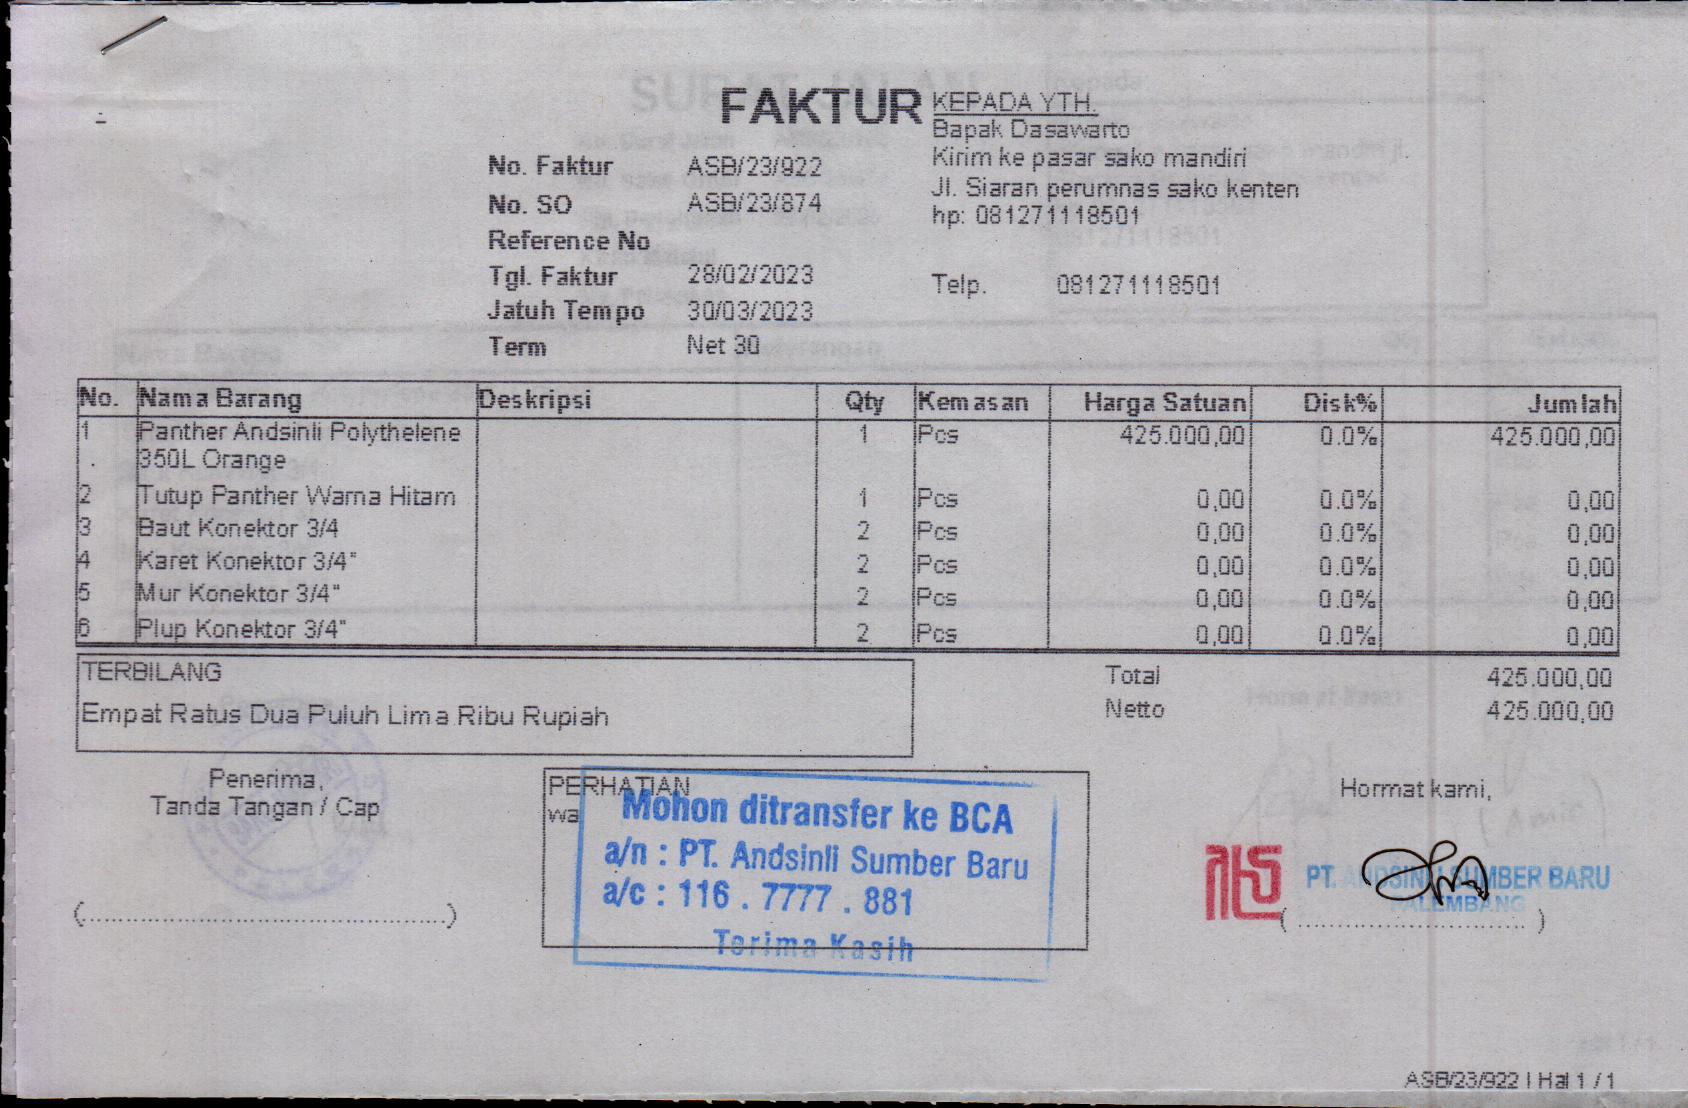 FAKTUR
KEPADA YTH.
Bapak Dasawarto
Kirim ke pasar sako mandiri
Jl. Siaran perumnas sako kenten
hp: 081271118501
Telp. 081271118501
No. Faktur ASB/23/922
No. SO ASB/23/874
Reference No
Tgl. Faktur 28/02/2023
Jatuh Tempo 30/03/2023
Term Net 30
No. Nama Barang Deskripsi Qty Kemasan Harga Satuan Disk% Jumlah
1 Panther Andsinli Polythelene 1 Pcs 425.000,00 0.0% 425.000,00
350L Orange
2 Tutup Panther Warna Hitam 1 Pcs 0,00 0.0% 0,00
3 Baut Konektor 3/4 2 Pcs 0,00 0.0% 0,00
4 Karet Konektor 3/4" 2 Pcs 0,00 0.0% 0,00
5 Mur Konektor 3/4" 2 Pcs 0,00 0.0% 0,00
6 Plup Konektor 3/4" 2 Pcs 0,00 0.0% 0,00
TERBILANG
Empat Ratus Dua Puluh Lima Ribu Rupiah
Total 425.000,00
Netto 425.000,00
Penerima,
Tanda Tangan / Cap
(..........................................)
PERHATIAN
Mohon ditransfer ke BCA
a/n : PT. Andsinli Sumber Baru
a/c : 116 . 7777 . 881
Terima Kasih
Hormat kami,
PT. ANDSINLI SUMBER BARU
PALEMBANG
(..............................)
ASB/23/922 | Hal 1 / 1